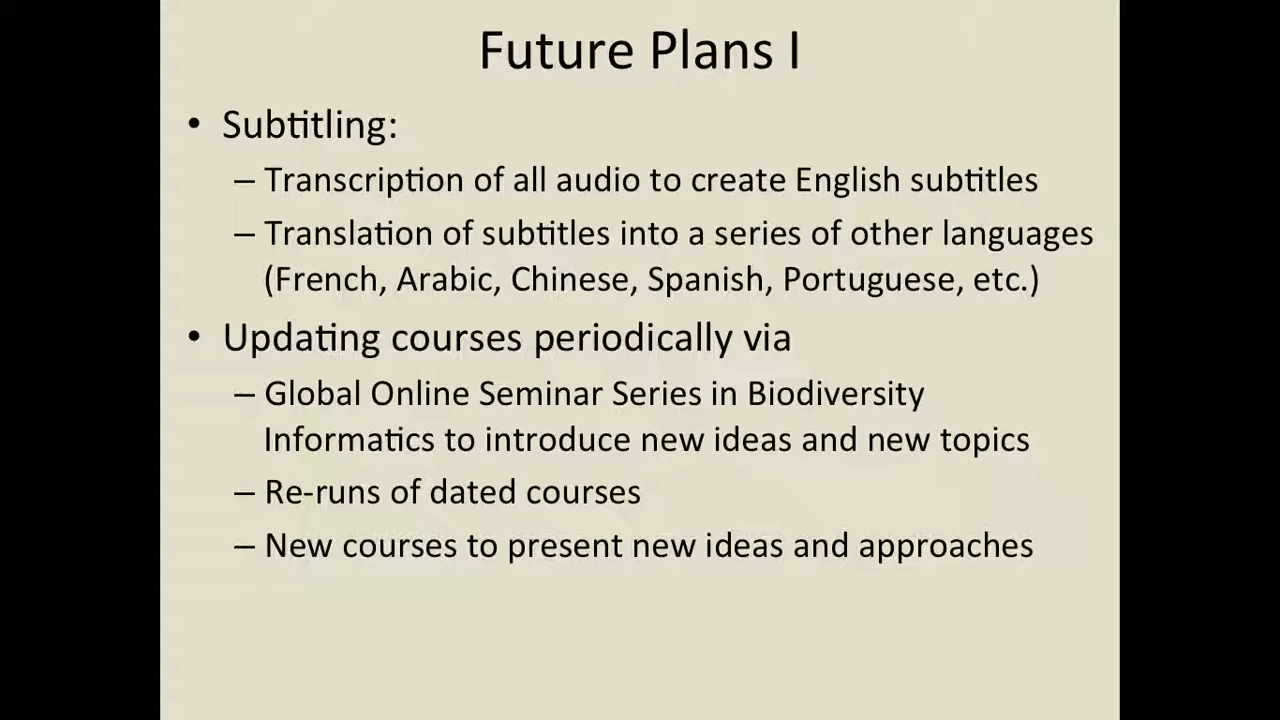 Future Plans I
• Subtitling:
– Transcription of all audio to create English subtitles
– Translation of subtitles into a series of other languages
(French, Arabic, Chinese, Spanish, Portuguese, etc.)
• Updating courses periodically via
– Global Online Seminar Series in Biodiversity
Informatics to introduce new ideas and new topics
– Re-runs of dated courses
– New courses to present new ideas and approaches